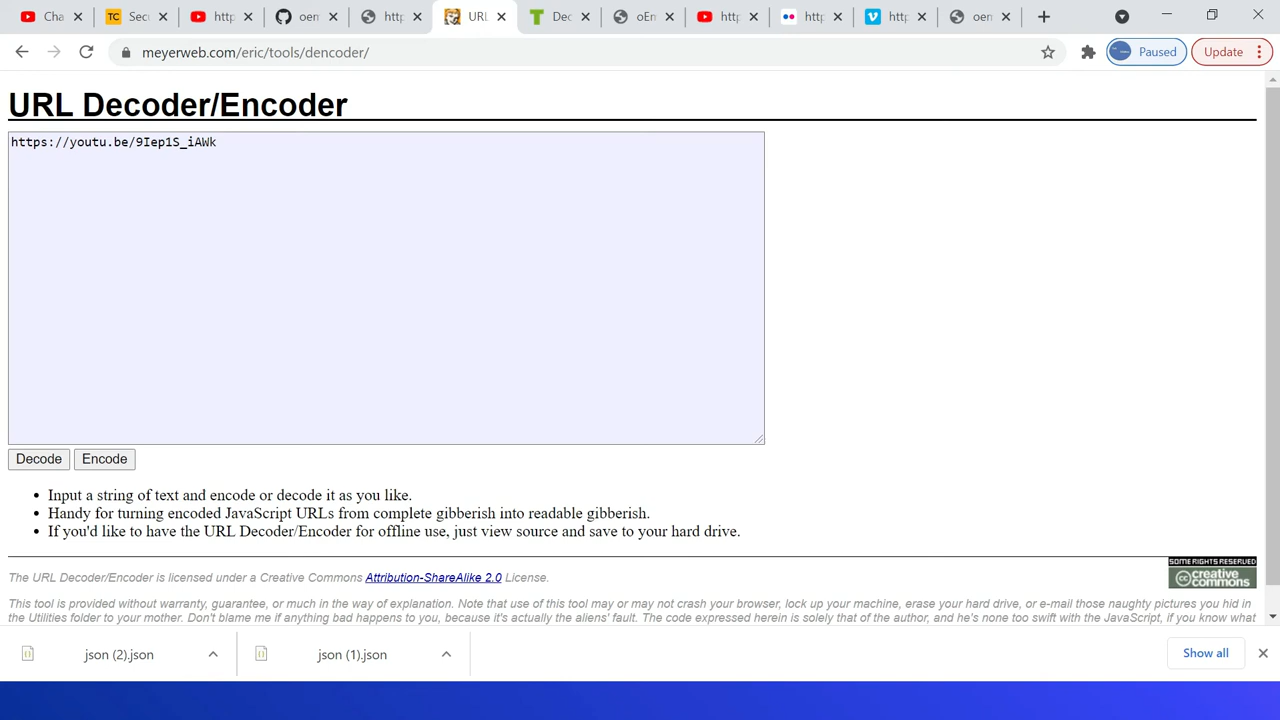 Cha
Secu
http
oem
http
URL
Dec
oEn
http
http
http
oem
meyerweb.com/eric/tools/dencoder/
Paused
Update
URL Decoder/Encoder
https://youtu.be/9Iep1S_iAWk
Decode Encode
• Input a string of text and encode or decode it as you like.
• Handy for turning encoded JavaScript URLs from complete gibberish into readable gibberish.
• If you'd like to have the URL Decoder/Encoder for offline use, just view source and save to your hard drive.
SOME RIGHTS RESERVED
creative commons
The URL Decoder/Encoder is licensed under a Creative Commons Attribution-ShareAlike 2.0 License.
This tool is provided without warranty, guarantee, or much in the way of explanation. Note that use of this tool may or may not crash your browser, lock up your machine, erase your hard drive, or e-mail those naughty pictures you hid in
the Utilities folder to your mother. Don't blame me if anything bad happens to you, because it's actually the aliens' fault. The code expressed herein is solely that of the author, and he's none too swift with the JavaScript, if you know what
json (2).json
json (1).json
Show all